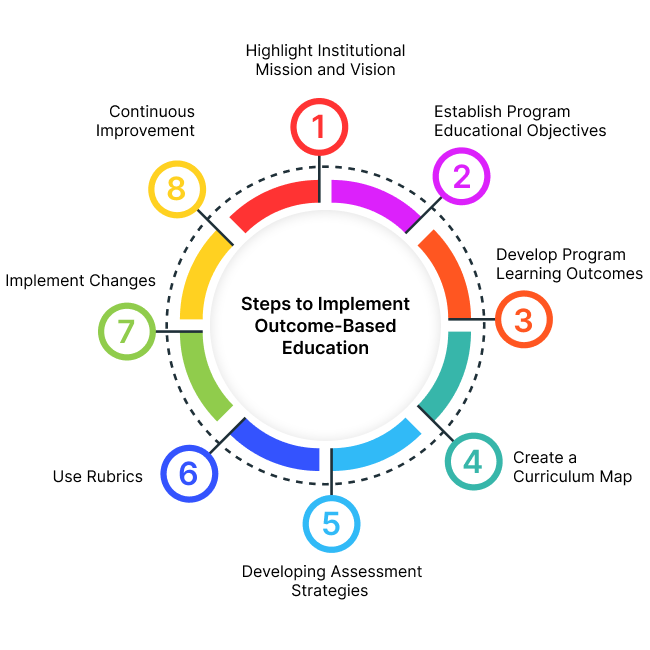 Highlight Institutional
Mission and Vision
1
Establish Program
Educational Objectives
2
Develop Program
Learning Outcomes
3
Create a
Curriculum Map
4
Developing Assessment
Strategies
5
Use Rubrics
6
Implement Changes
7
Continuous
Improvement
8
Steps to Implement
Outcome-Based
Education